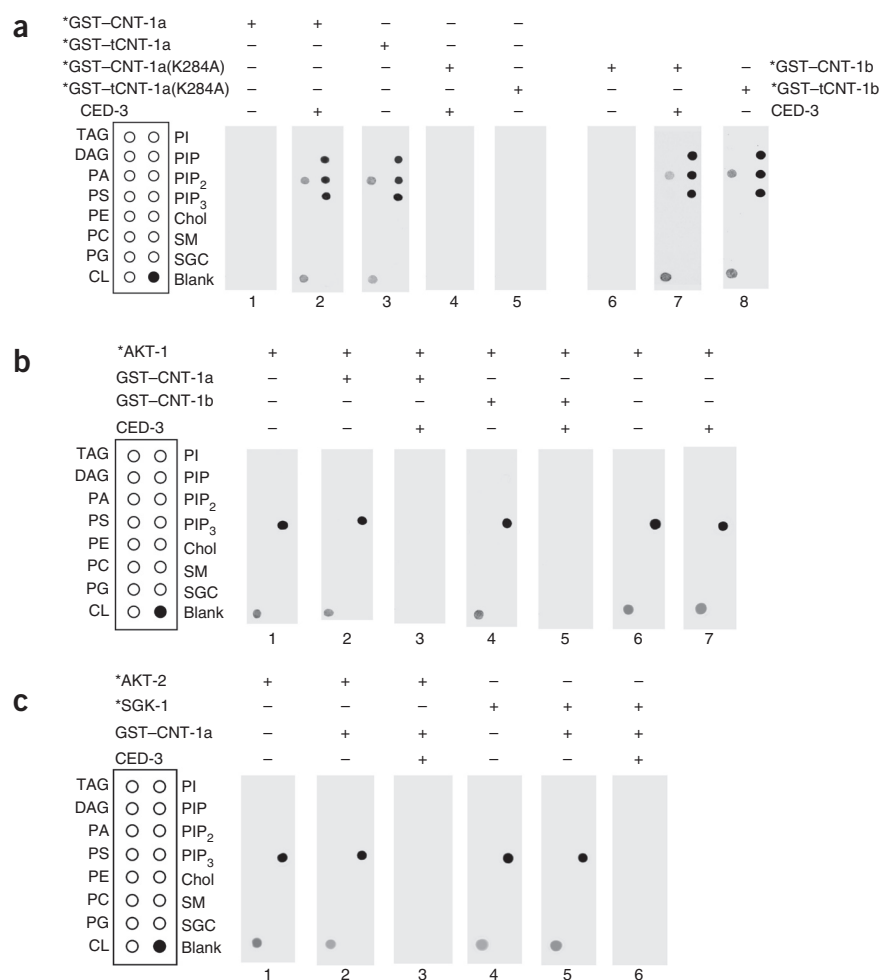 a
*GST–CNT-1a + + – – – 
*GST–tCNT-1a – – + – –
*GST–CNT-1a(K284A) – – – + – + + – *GST–CNT-1b
*GST–tCNT-1a(K284A) – – – – + – – + *GST–tCNT-1b
CED-3 – + – + – – + – CED-3
TAG PI
DAG PIP
PA PIP2
PS PIP3
PE Chol
PC SM
PG SGC
CL Blank
1 2 3 4 5 6 7 8
b
*AKT-1 + + + + + + +
GST–CNT-1a – + + – – – –
GST–CNT-1b – – – + + – –
CED-3 – – + – + – +
TAG PI
DAG PIP
PA PIP2
PS PIP3
PE Chol
PC SM
PG SGC
CL Blank
1 2 3 4 5 6 7
c
*AKT-2 + + + – – –
*SGK-1 – – – + + +
GST–CNT-1a – + + – + +
CED-3 – – + – – +
TAG PI
DAG PIP
PA PIP2
PS PIP3
PE Chol
PC SM
PG SGC
CL Blank
1 2 3 4 5 6